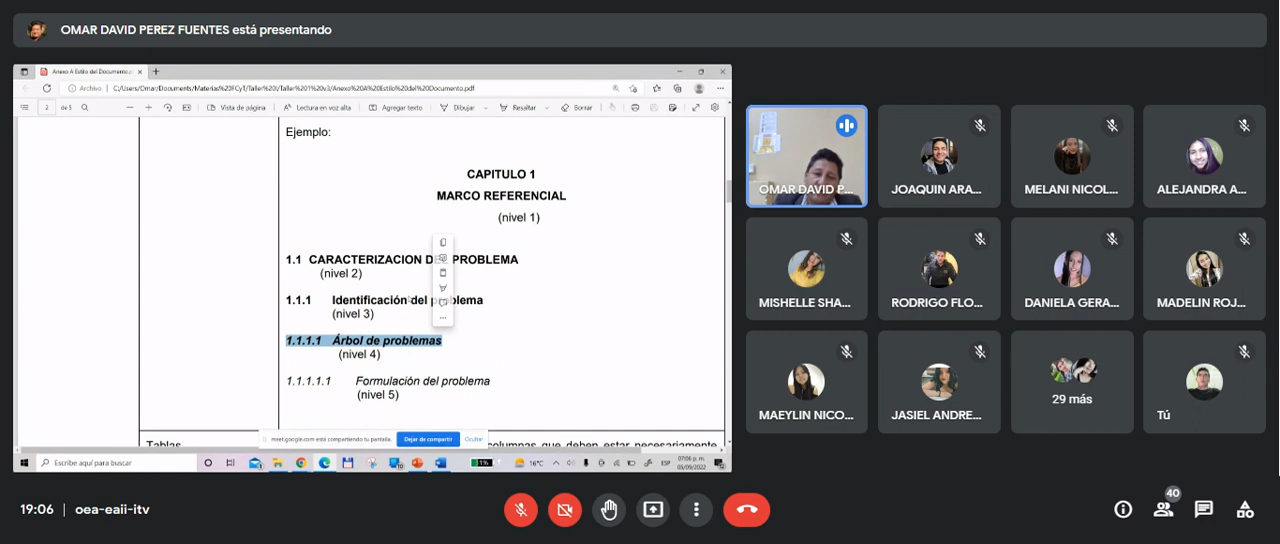 OMAR DAVID PEREZ FUENTES está presentando
Anexo A Estilo del Documento.p
Archivo | C:/Users/Omar/Documents/Materias%20FCyT/Taller%20I/Taller%201%20v3/Anexo%20A%20Estilo%20del%20Documento.pdf
2 de 5
Vista de página
Lectura en voz alta
Agregar texto
Dibujar
Resaltar
Borrar
Ejemplo:
CAPITULO 1
MARCO REFERENCIAL
(nivel 1)
1.1 CARACTERIZACION DEL PROBLEMA
(nivel 2)
1.1.1 Identificación del problema
(nivel 3)
1.1.1.1 Árbol de problemas
(nivel 4)
1.1.1.1.1 Formulación del problema
(nivel 5)
Tablas
columnas que deben estar necesariamente
meet.google.com está compartiendo tu pantalla.
Dejar de compartir
Ocultar
Escribe aquí para buscar
1%
16°C
ESP
07:06 p. m.
05/09/2022
OMAR DAVID P...
JOAQUIN ARA...
MELANI NICOL...
ALEJANDRA A...
MISHELLE SHA...
RODRIGO FLO...
DANIELA GERA...
MADELIN ROJ...
MAEYLIN NICO...
JASIEL ANDRE...
29 más
Tú
19:06 | oea-eaii-itv
40